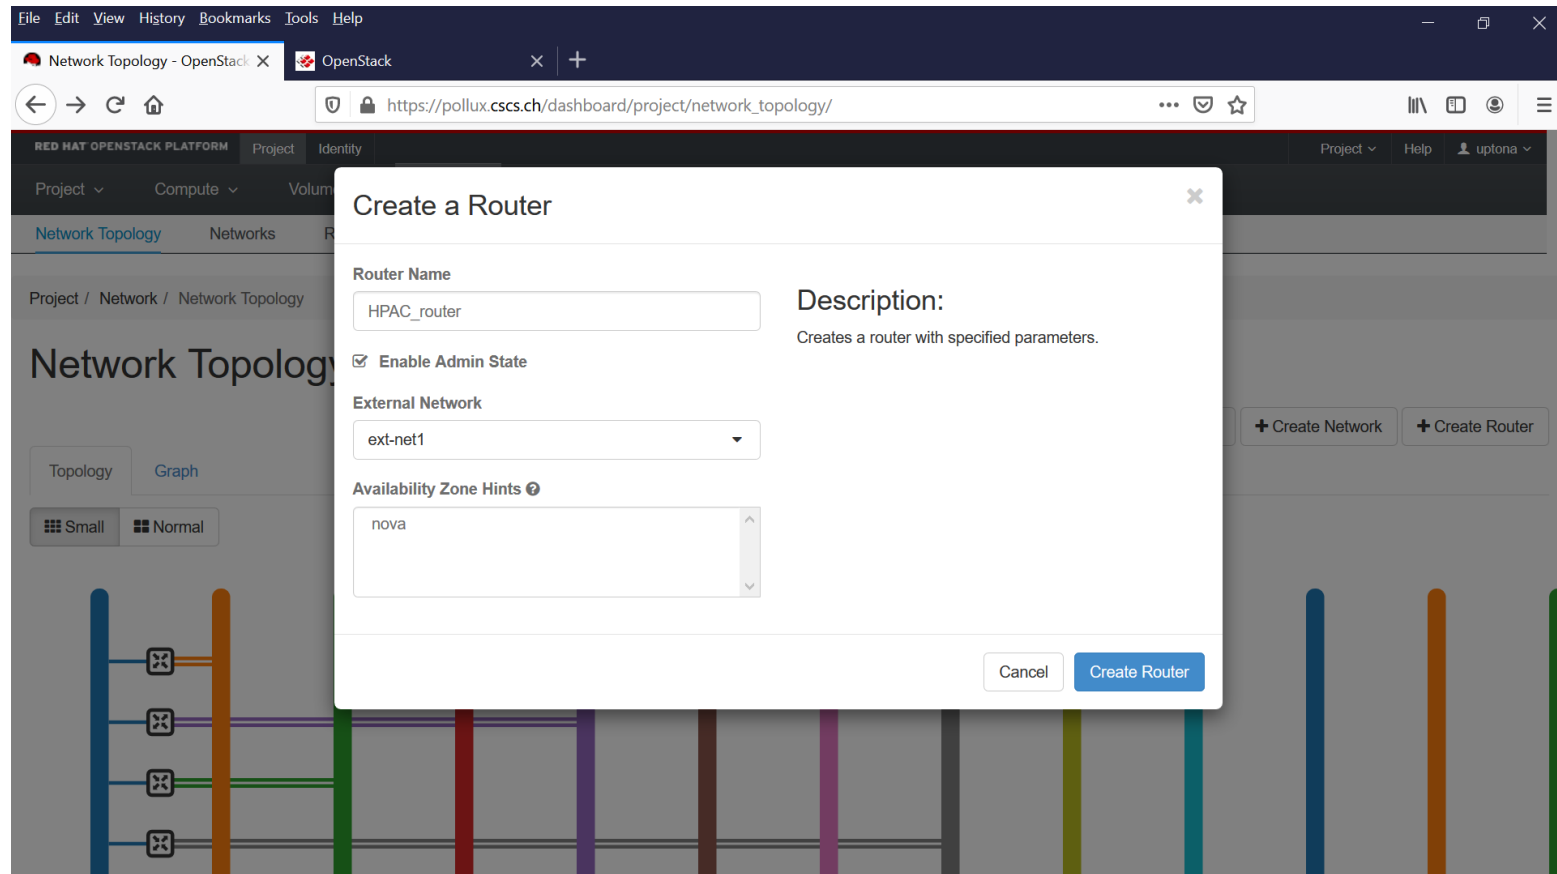 File Edit View History Bookmarks Tools Help
Network Topology - OpenStack
OpenStack
https://pollux.cscs.ch/dashboard/project/network_topology/
RED HAT OPENSTACK PLATFORM Project Identity Project Help uptona
Project Compute Volum
Network Topology Networks R
Project / Network / Network Topology
Network Topology
Create Network Create Router
Topology Graph
Small Normal
Create a Router
Router Name
HPAC_router
Enable Admin State
External Network
ext-net1
Availability Zone Hints
nova
Description:
Creates a router with specified parameters.
Cancel Create Router